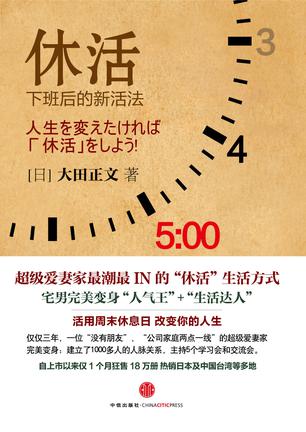 休活
下班后的新活法
人生を変えたければ
「休活」をしよう!
[日] 大田正文 著
3
4
5:00
超级爱妻家最潮最 IN 的“休活”生活方式
宅男完美变身“人气王”+“生活达人”
活用周末休息日 改变你的人生
仅仅三年，一位“没有朋友”、“公司家庭两点一线”的超级爱妻家
完美变身：建立了1000多人的人脉关系，主持5个学习会和交流会。
自上市以来仅 1 个月狂售 18 万册 热销日本及中国台湾等多地
中信出版社·CHINACITICPRESS